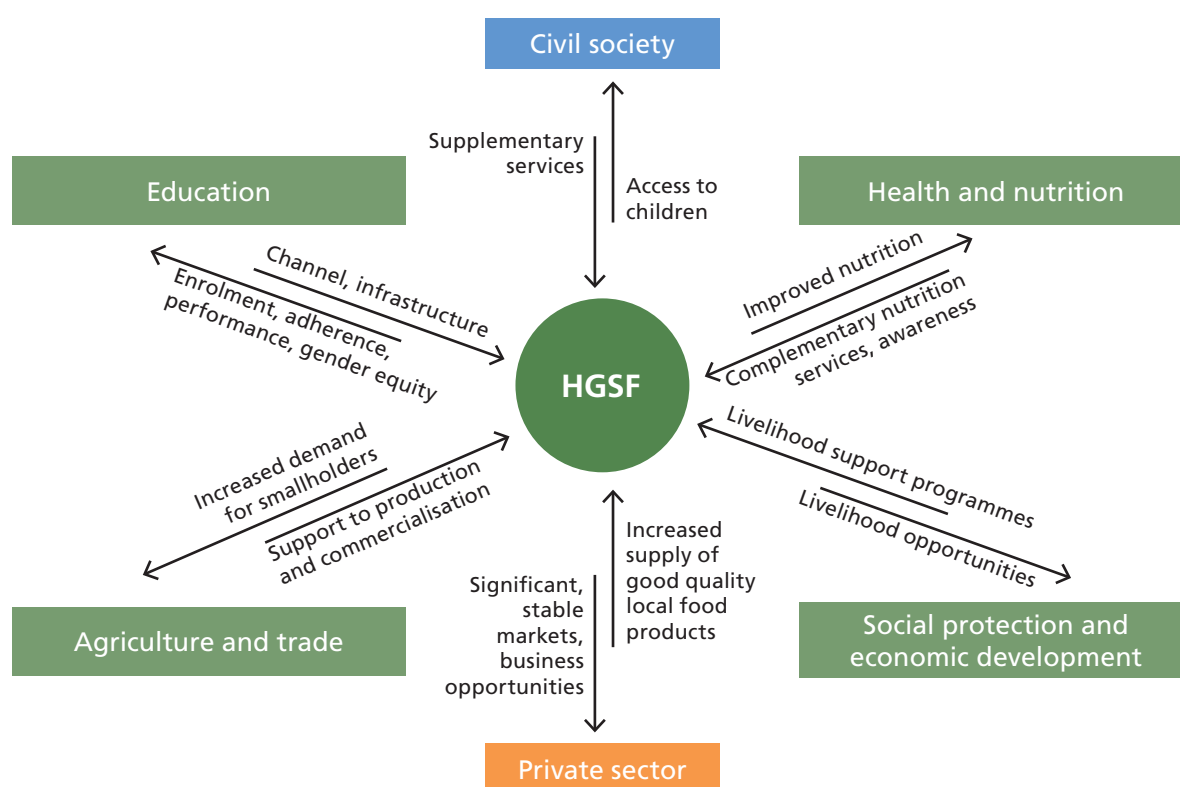 Civil society
Supplementary
services
Access to
children
Education
Health and nutrition
Channel, infrastructure
Enrolment, adherence,
performance, gender equity
Improved nutrition
Complementary nutrition
services, awareness
HGSF
Increased demand
for smallholders
Support to production
and commercialisation
Livelihood support programmes
Livelihood opportunities
Significant,
stable
markets,
business
opportunities
Increased
supply of
good quality
local food
products
Agriculture and trade
Social protection and
economic development
Private sector